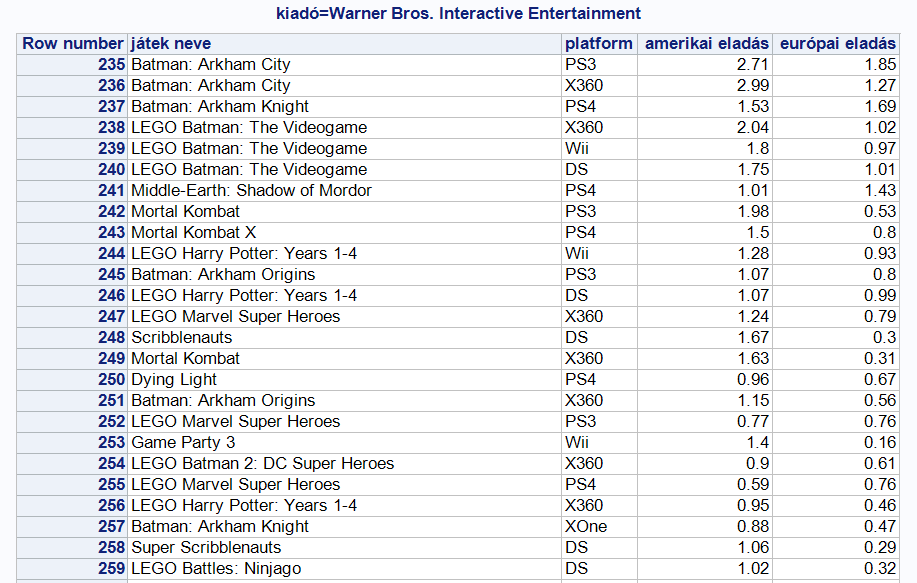 kiadó=Warner Bros. Interactive Entertainment
Row number játek neve platform amerikai eladás európai eladás
235 Batman: Arkham City PS3 2.71 1.85
236 Batman: Arkham City X360 2.99 1.27
237 Batman: Arkham Knight PS4 1.53 1.69
238 LEGO Batman: The Videogame X360 2.04 1.02
239 LEGO Batman: The Videogame Wii 1.8 0.97
240 LEGO Batman: The Videogame DS 1.75 1.01
241 Middle-Earth: Shadow of Mordor PS4 1.01 1.43
242 Mortal Kombat PS3 1.98 0.53
243 Mortal Kombat X PS4 1.5 0.8
244 LEGO Harry Potter: Years 1-4 Wii 1.28 0.93
245 Batman: Arkham Origins PS3 1.07 0.8
246 LEGO Harry Potter: Years 1-4 DS 1.07 0.99
247 LEGO Marvel Super Heroes X360 1.24 0.79
248 Scribblenauts DS 1.67 0.3
249 Mortal Kombat X360 1.63 0.31
250 Dying Light PS4 0.96 0.67
251 Batman: Arkham Origins X360 1.15 0.56
252 LEGO Marvel Super Heroes PS3 0.77 0.76
253 Game Party 3 Wii 1.4 0.16
254 LEGO Batman 2: DC Super Heroes X360 0.9 0.61
255 LEGO Marvel Super Heroes PS4 0.59 0.76
256 LEGO Harry Potter: Years 1-4 X360 0.95 0.46
257 Batman: Arkham Knight XOne 0.88 0.47
258 Super Scribblenauts DS 1.06 0.29
259 LEGO Battles: Ninjago DS 1.02 0.32